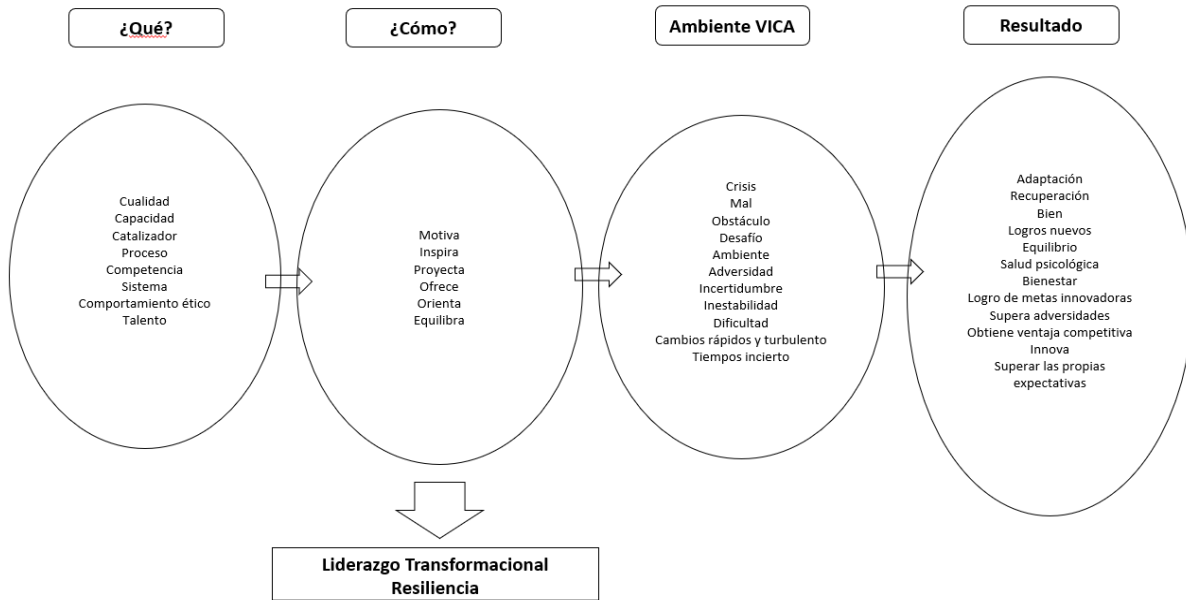 ¿Qué?
¿Cómo?
Ambiente VICA
Resultado
Cualidad
Capacidad
Catalizador
Proceso
Competencia
Sistema
Comportamiento ético
Talento
Motiva
Inspira
Proyecta
Ofrece
Orienta
Equilibra
Crisis
Mal
Obstáculo
Desafío
Ambiente
Adversidad
Incertidumbre
Inestabilidad
Dificultad
Cambios rápidos y turbulento
Tiempos incierto
Adaptación
Recuperación
Bien
Logros nuevos
Equilibrio
Salud psicológica
Bienestar
Logro de metas innovadoras
Supera adversidades
Obtiene ventaja competitiva
Innova
Superar las propias
expectativas
Liderazgo Transformacional
Resiliencia